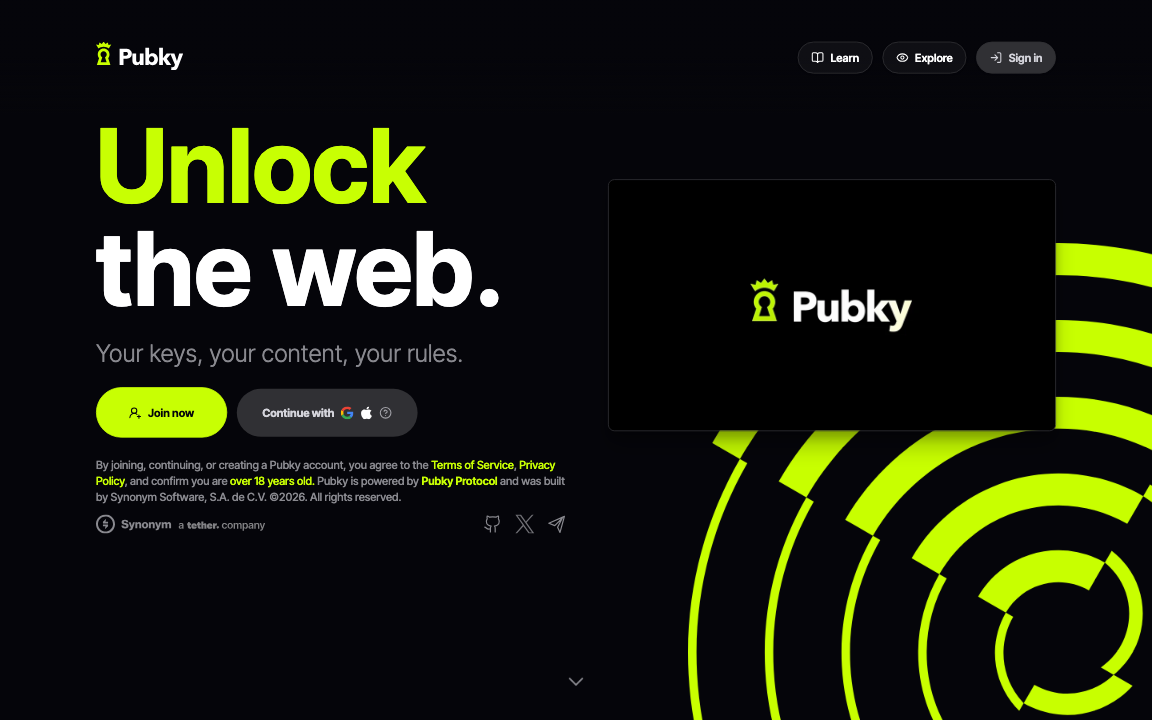 Pubky
Learn
Explore
Sign in
Unlock
the web.
Your keys, your content, your rules.
Join now
Continue with
By joining, continuing, or creating a Pubky account, you agree to the Terms of Service, Privacy
Policy, and confirm you are over 18 years old. Pubky is powered by Pubky Protocol and was built
by Synonym Software, S.A. de C.V. ©2026. All rights reserved.
Synonym a tether. company
Pubky